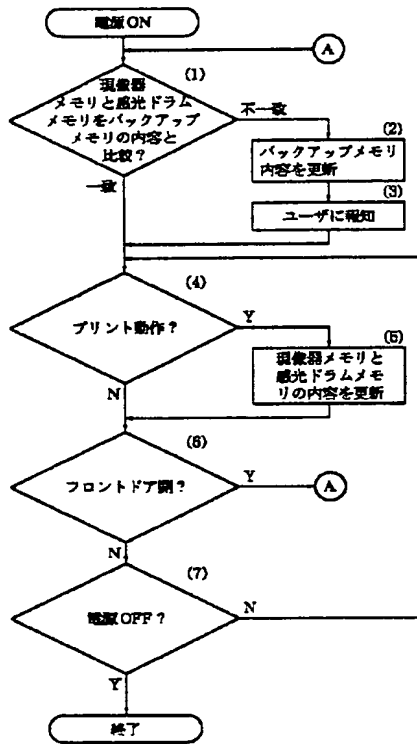 電源ON
A
(1)
現像器
メモリと感光ドラム
メモリをバックアップ
メモリの内容と
比較?
不一致
一致
(2)
バックアップメモリ
内容を更新
(3)
ユーザに報知
(4)
プリント動作?
Y
N
(5)
現像器メモリと
感光ドラムメモ
リの内容を更新
(6)
フロントドア開?
Y
A
N
(7)
電源OFF?
N
Y
終了